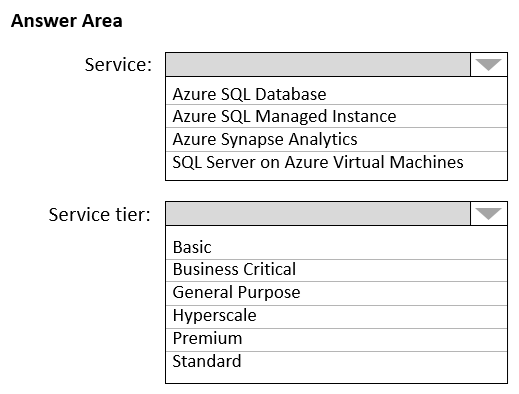 Answer Area
Service:
Azure SQL Database
Azure SQL Managed Instance
Azure Synapse Analytics
SQL Server on Azure Virtual Machines
Service tier:
Basic
Business Critical
General Purpose
Hyperscale
Premium
Standard